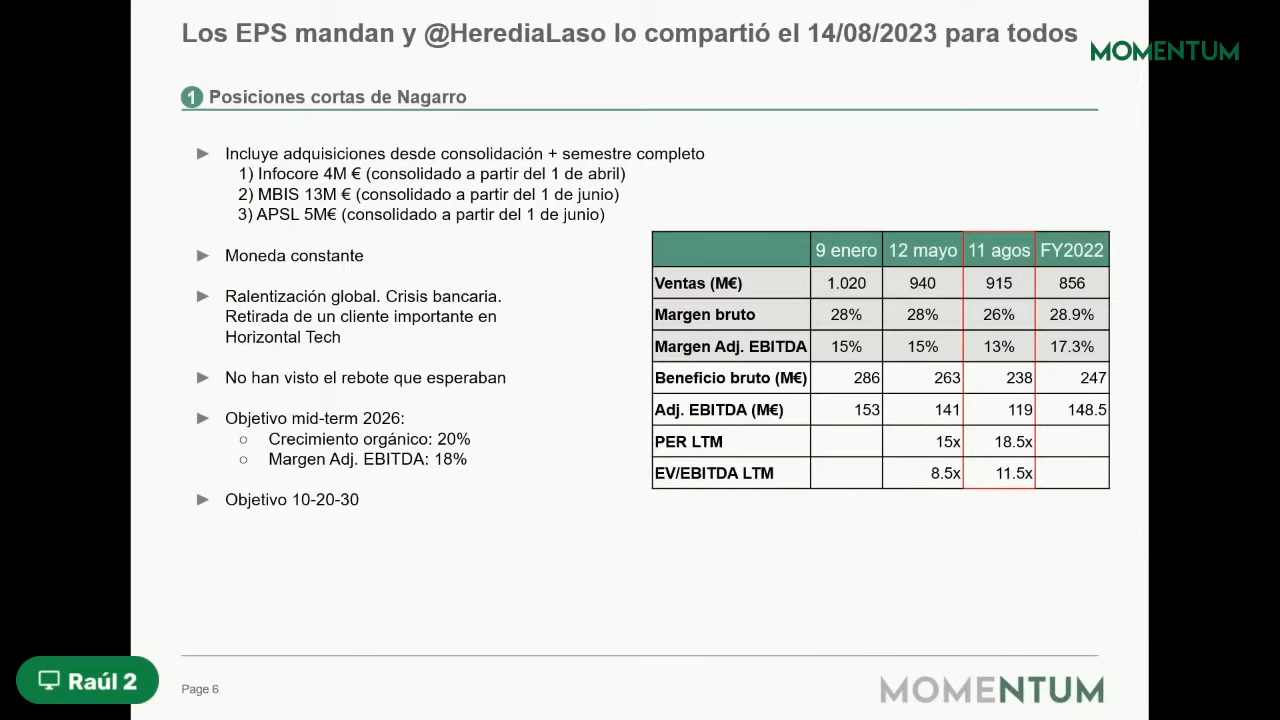 Los EPS mandan y @HerediaLaso lo compartió el 14/08/2023 para todos
MOMENTUM
1 Posiciones cortas de Nagarro
► Incluye adquisiciones desde consolidación + semestre completo
1) Infocore 4M € (consolidado a partir del 1 de abril)
2) MBIS 13M € (consolidado a partir del 1 de junio)
3) APSL 5M€ (consolidado a partir del 1 de junio)
► Moneda constante
► Ralentización global. Crisis bancaria.
Retirada de un cliente importante en
Horizontal Tech
► No han visto el rebote que esperaban
► Objetivo mid-term 2026:
○ Crecimiento orgánico: 20%
○ Margen Adj. EBITDA: 18%
► Objetivo 10-20-30
9 enero 12 mayo 11 agos FY2022
Ventas (M€) 1.020 940 915 856
Margen bruto 28% 28% 26% 28.9%
Margen Adj. EBITDA 15% 15% 13% 17.3%
Beneficio bruto (M€) 286 263 238 247
Adj. EBITDA (M€) 153 141 119 148.5
PER LTM 15x 18.5x
EV/EBITDA LTM 8.5x 11.5x
Raúl 2
Page 6
MOMENTUM